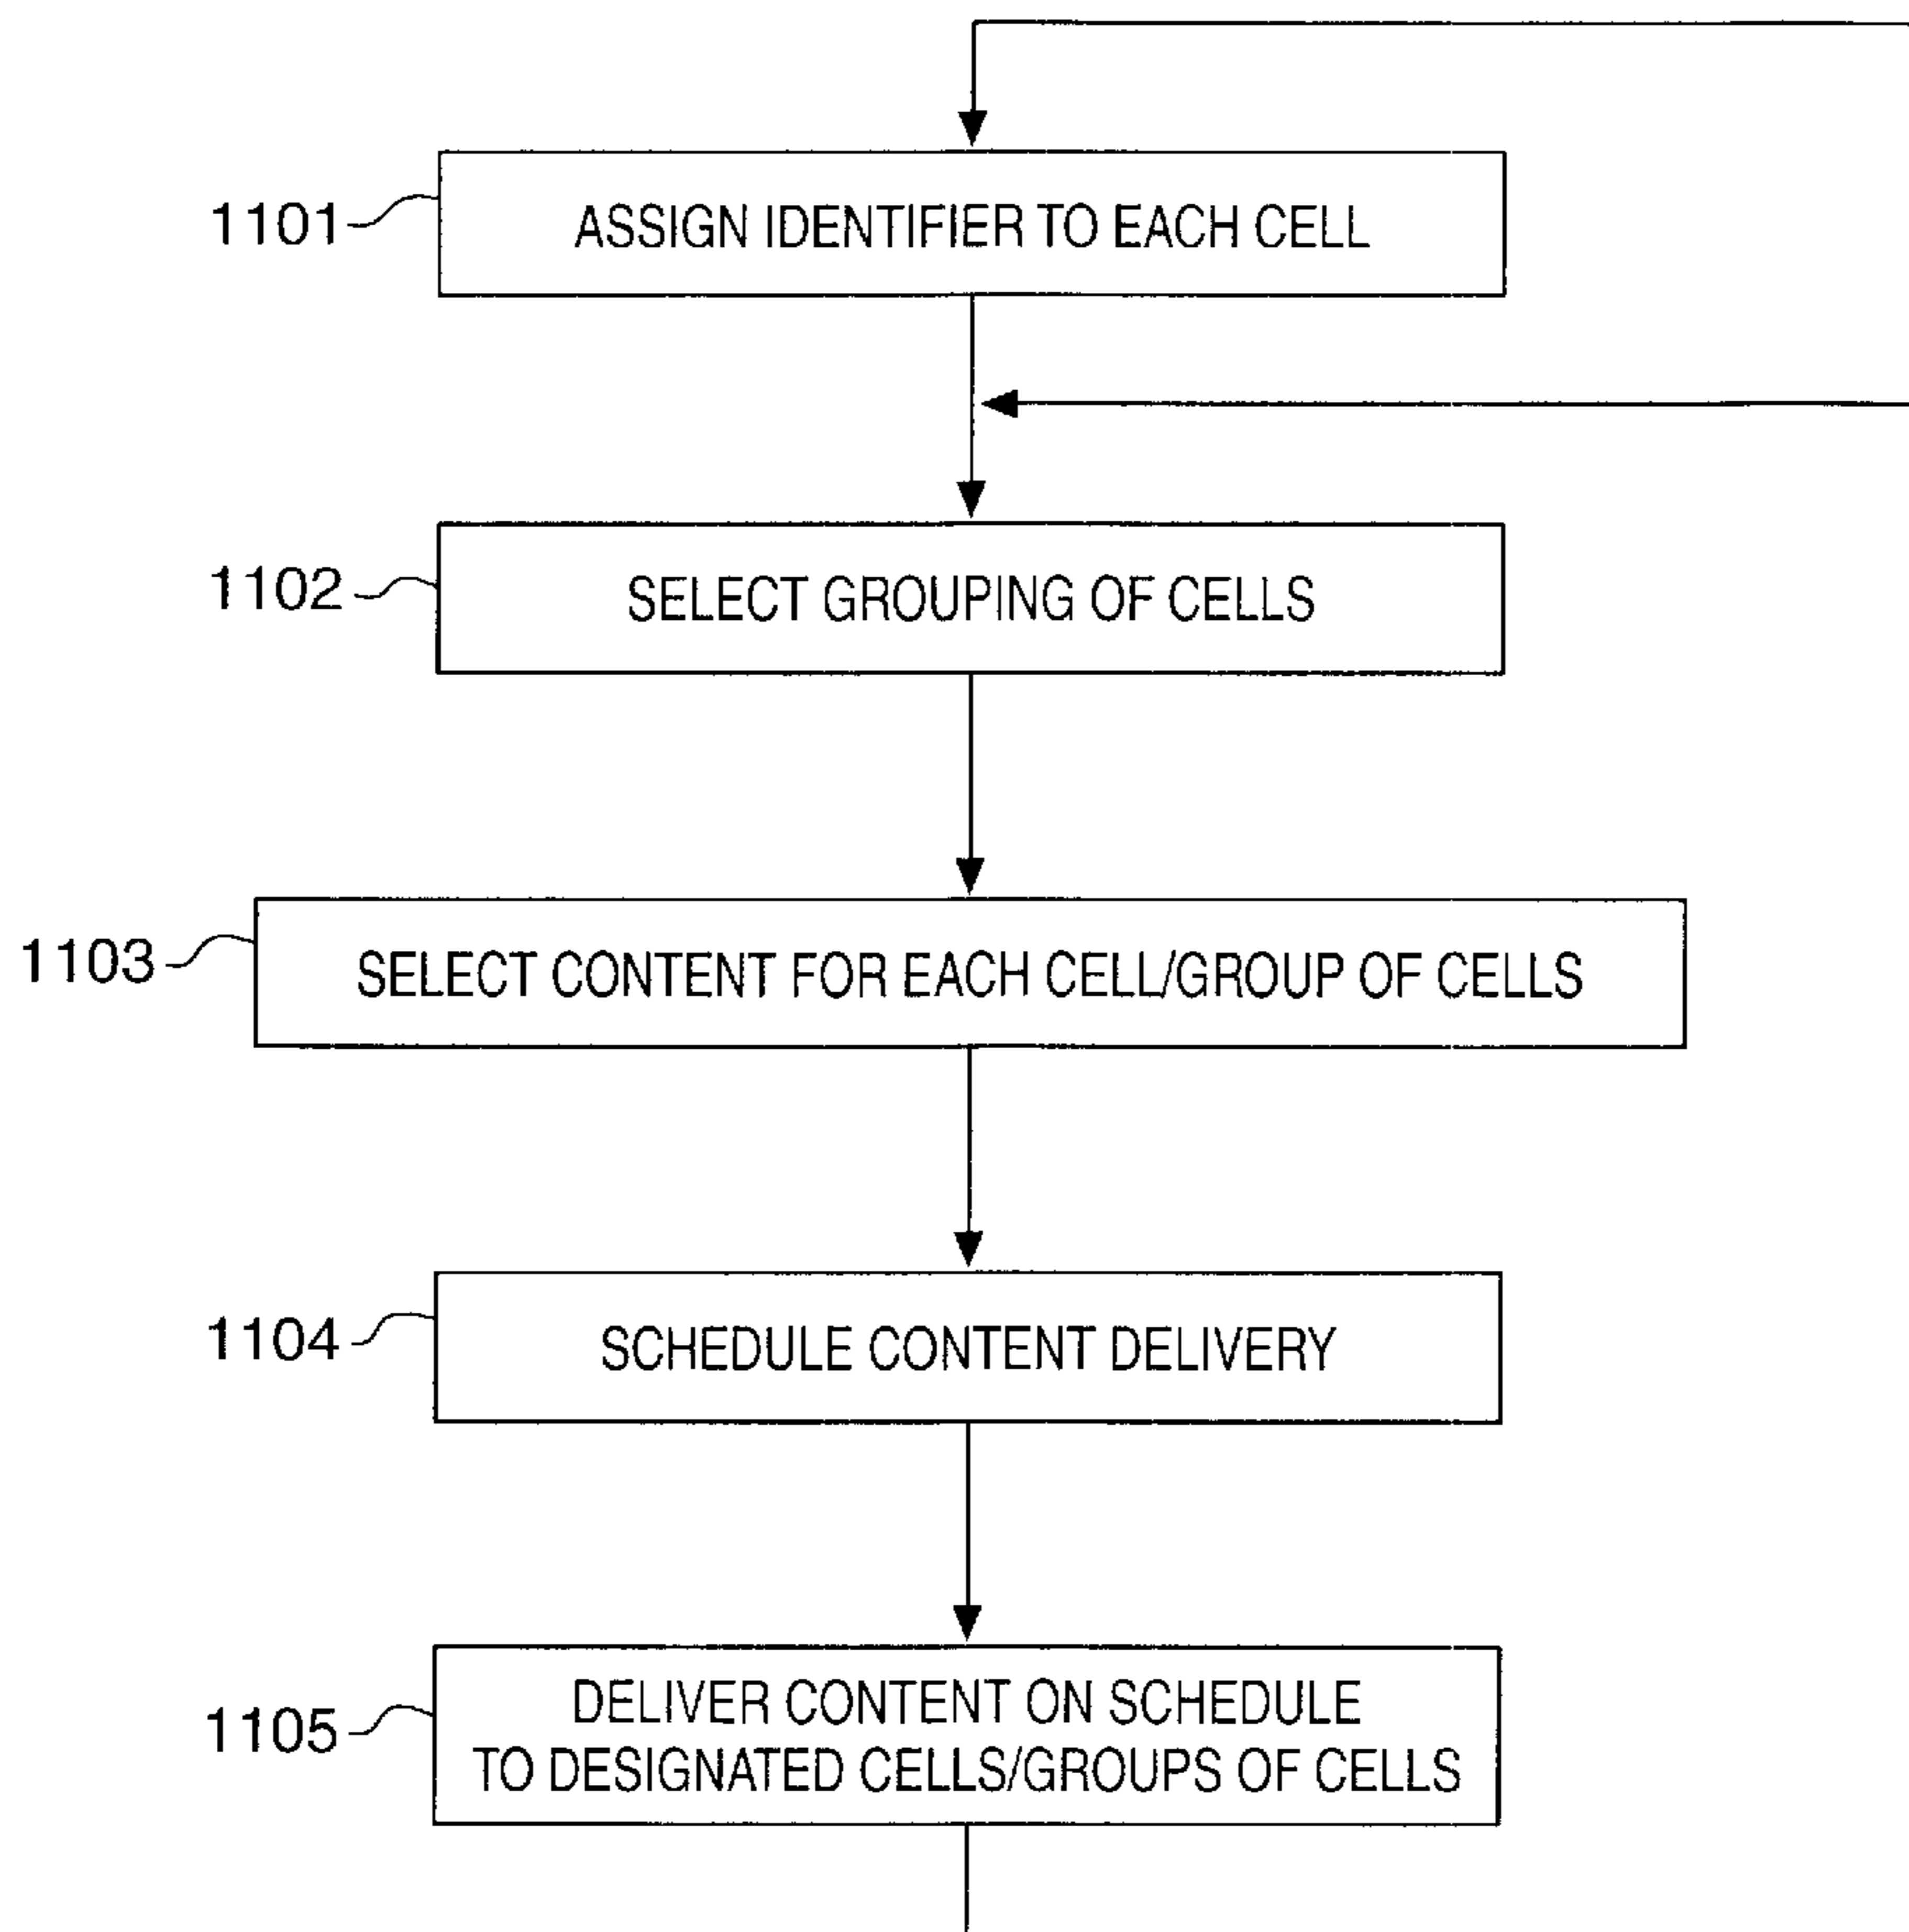 1101
ASSIGN IDENTIFIER TO EACH CELL
1102
SELECT GROUPING OF CELLS
1103
SELECT CONTENT FOR EACH CELL/GROUP OF CELLS
1104
SCHEDULE CONTENT DELIVERY
1105
DELIVER CONTENT ON SCHEDULE
TO DESIGNATED CELLS/GROUPS OF CELLS